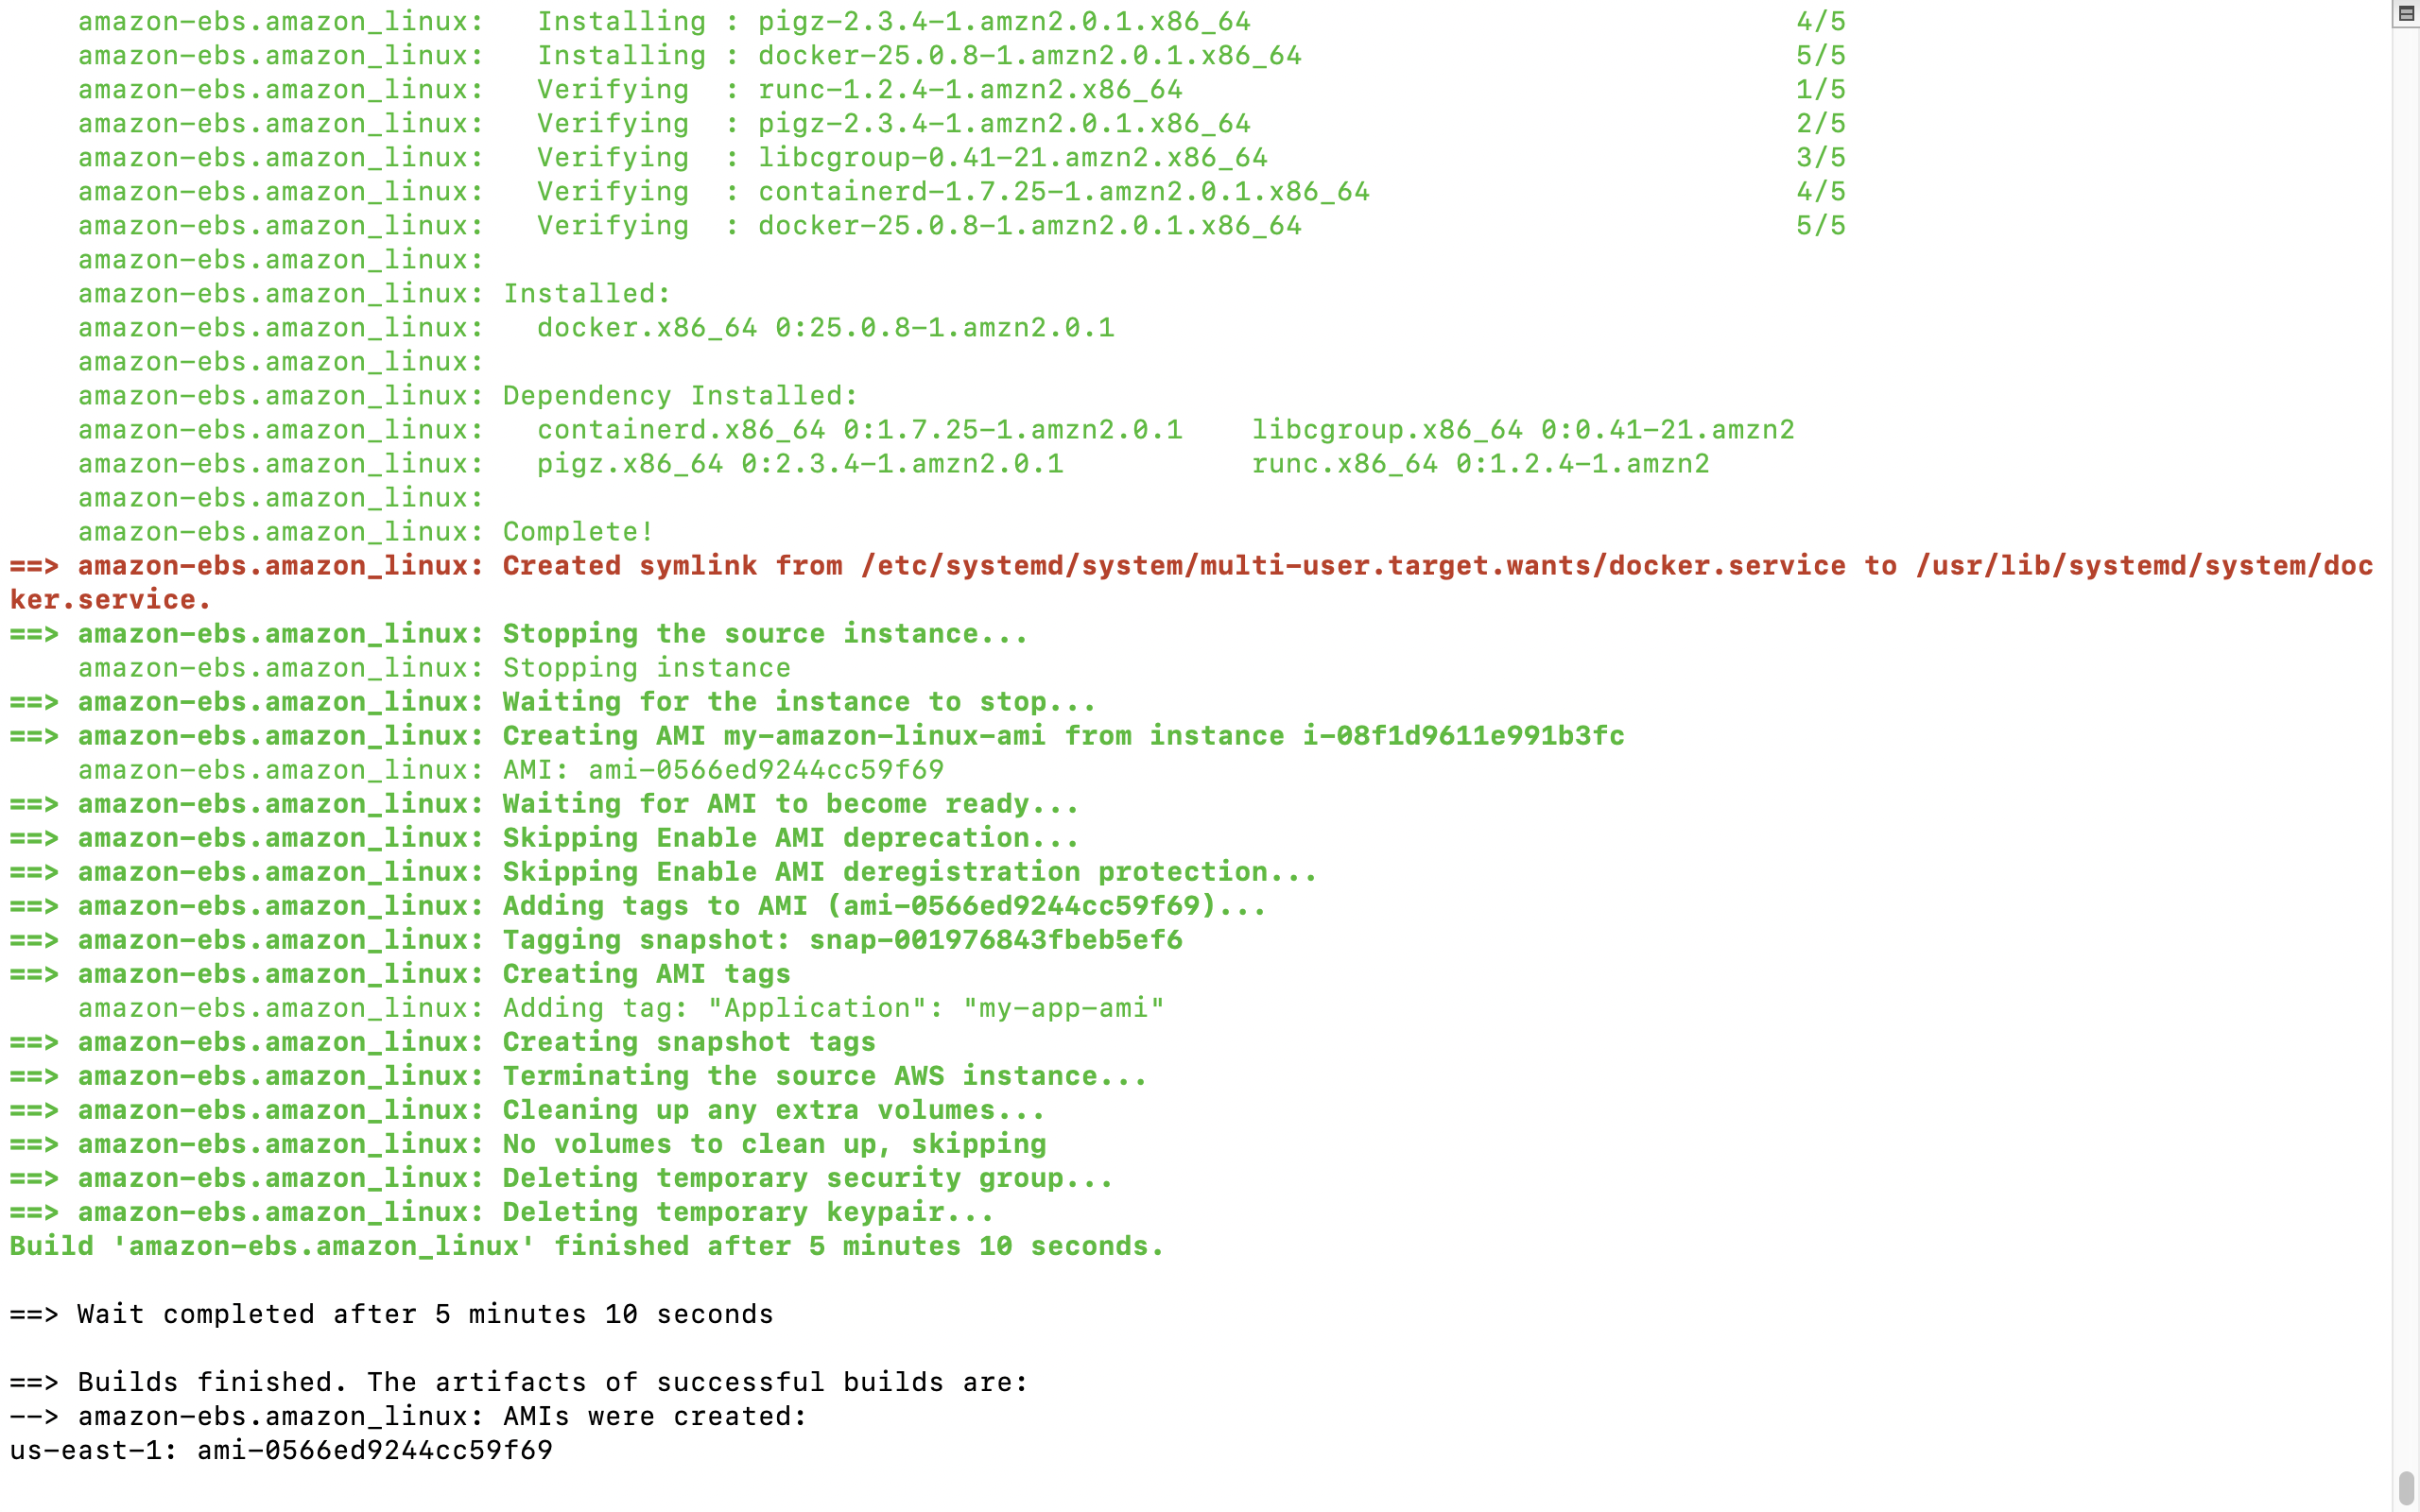 amazon-ebs.amazon_linux:   Installing : pigz-2.3.4-1.amzn2.0.1.x86_64                                4/5
amazon-ebs.amazon_linux:   Installing : docker-25.0.8-1.amzn2.0.1.x86_64                             5/5
amazon-ebs.amazon_linux:   Verifying  : runc-1.2.4-1.amzn2.x86_64                                    1/5
amazon-ebs.amazon_linux:   Verifying  : pigz-2.3.4-1.amzn2.0.1.x86_64                                2/5
amazon-ebs.amazon_linux:   Verifying  : libcgroup-0.41-21.amzn2.x86_64                               3/5
amazon-ebs.amazon_linux:   Verifying  : containerd-1.7.25-1.amzn2.0.1.x86_64                         4/5
amazon-ebs.amazon_linux:   Verifying  : docker-25.0.8-1.amzn2.0.1.x86_64                             5/5
amazon-ebs.amazon_linux:
amazon-ebs.amazon_linux: Installed:
amazon-ebs.amazon_linux:   docker.x86_64 0:25.0.8-1.amzn2.0.1
amazon-ebs.amazon_linux:
amazon-ebs.amazon_linux: Dependency Installed:
amazon-ebs.amazon_linux:   containerd.x86_64 0:1.7.25-1.amzn2.0.1    libcgroup.x86_64 0:0.41-21.amzn2
amazon-ebs.amazon_linux:   pigz.x86_64 0:2.3.4-1.amzn2.0.1           runc.x86_64 0:1.2.4-1.amzn2
amazon-ebs.amazon_linux:
amazon-ebs.amazon_linux: Complete!
==> amazon-ebs.amazon_linux: Created symlink from /etc/systemd/system/multi-user.target.wants/docker.service to /usr/lib/systemd/system/doc
ker.service.
==> amazon-ebs.amazon_linux: Stopping the source instance...
amazon-ebs.amazon_linux: Stopping instance
==> amazon-ebs.amazon_linux: Waiting for the instance to stop...
==> amazon-ebs.amazon_linux: Creating AMI my-amazon-linux-ami from instance i-08f1d9611e991b3fc
amazon-ebs.amazon_linux: AMI: ami-0566ed9244cc59f69
==> amazon-ebs.amazon_linux: Waiting for AMI to become ready...
==> amazon-ebs.amazon_linux: Skipping Enable AMI deprecation...
==> amazon-ebs.amazon_linux: Skipping Enable AMI deregistration protection...
==> amazon-ebs.amazon_linux: Adding tags to AMI (ami-0566ed9244cc59f69)...
==> amazon-ebs.amazon_linux: Tagging snapshot: snap-001976843fbeb5ef6
==> amazon-ebs.amazon_linux: Creating AMI tags
amazon-ebs.amazon_linux: Adding tag: "Application": "my-app-ami"
==> amazon-ebs.amazon_linux: Creating snapshot tags
==> amazon-ebs.amazon_linux: Terminating the source AWS instance...
==> amazon-ebs.amazon_linux: Cleaning up any extra volumes...
==> amazon-ebs.amazon_linux: No volumes to clean up, skipping
==> amazon-ebs.amazon_linux: Deleting temporary security group...
==> amazon-ebs.amazon_linux: Deleting temporary keypair...
Build 'amazon-ebs.amazon_linux' finished after 5 minutes 10 seconds.
==> Wait completed after 5 minutes 10 seconds
==> Builds finished. The artifacts of successful builds are:
--> amazon-ebs.amazon_linux: AMIs were created:
us-east-1: ami-0566ed9244cc59f69